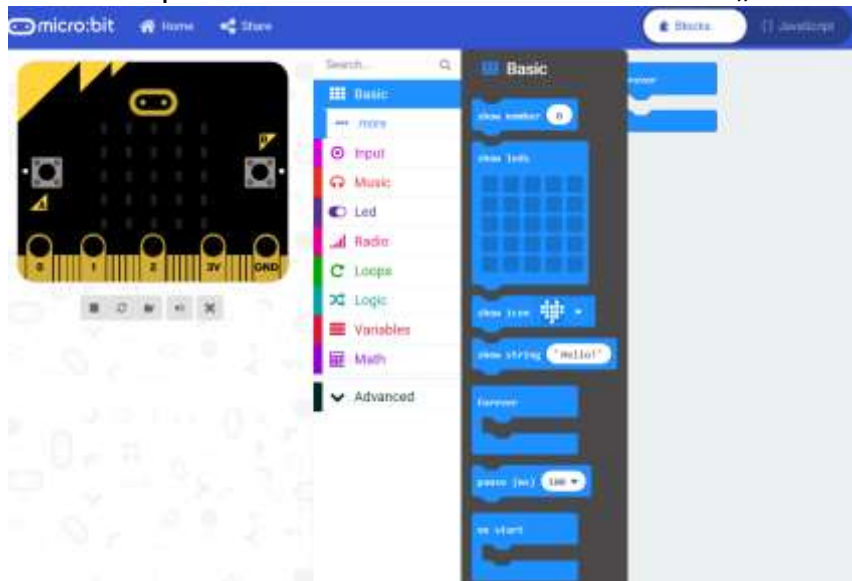 micro:bit Home Share Blocks {} JavaScript
Search...
Basic
more
Input
Music
Led
Radio
Loops
Logic
Variables
Math
Advanced
Basic
show number 0
show leds
show icon
show string "Hello!"
forever
pause (ms) 100
on start
A
B
0 1 2 3V GND